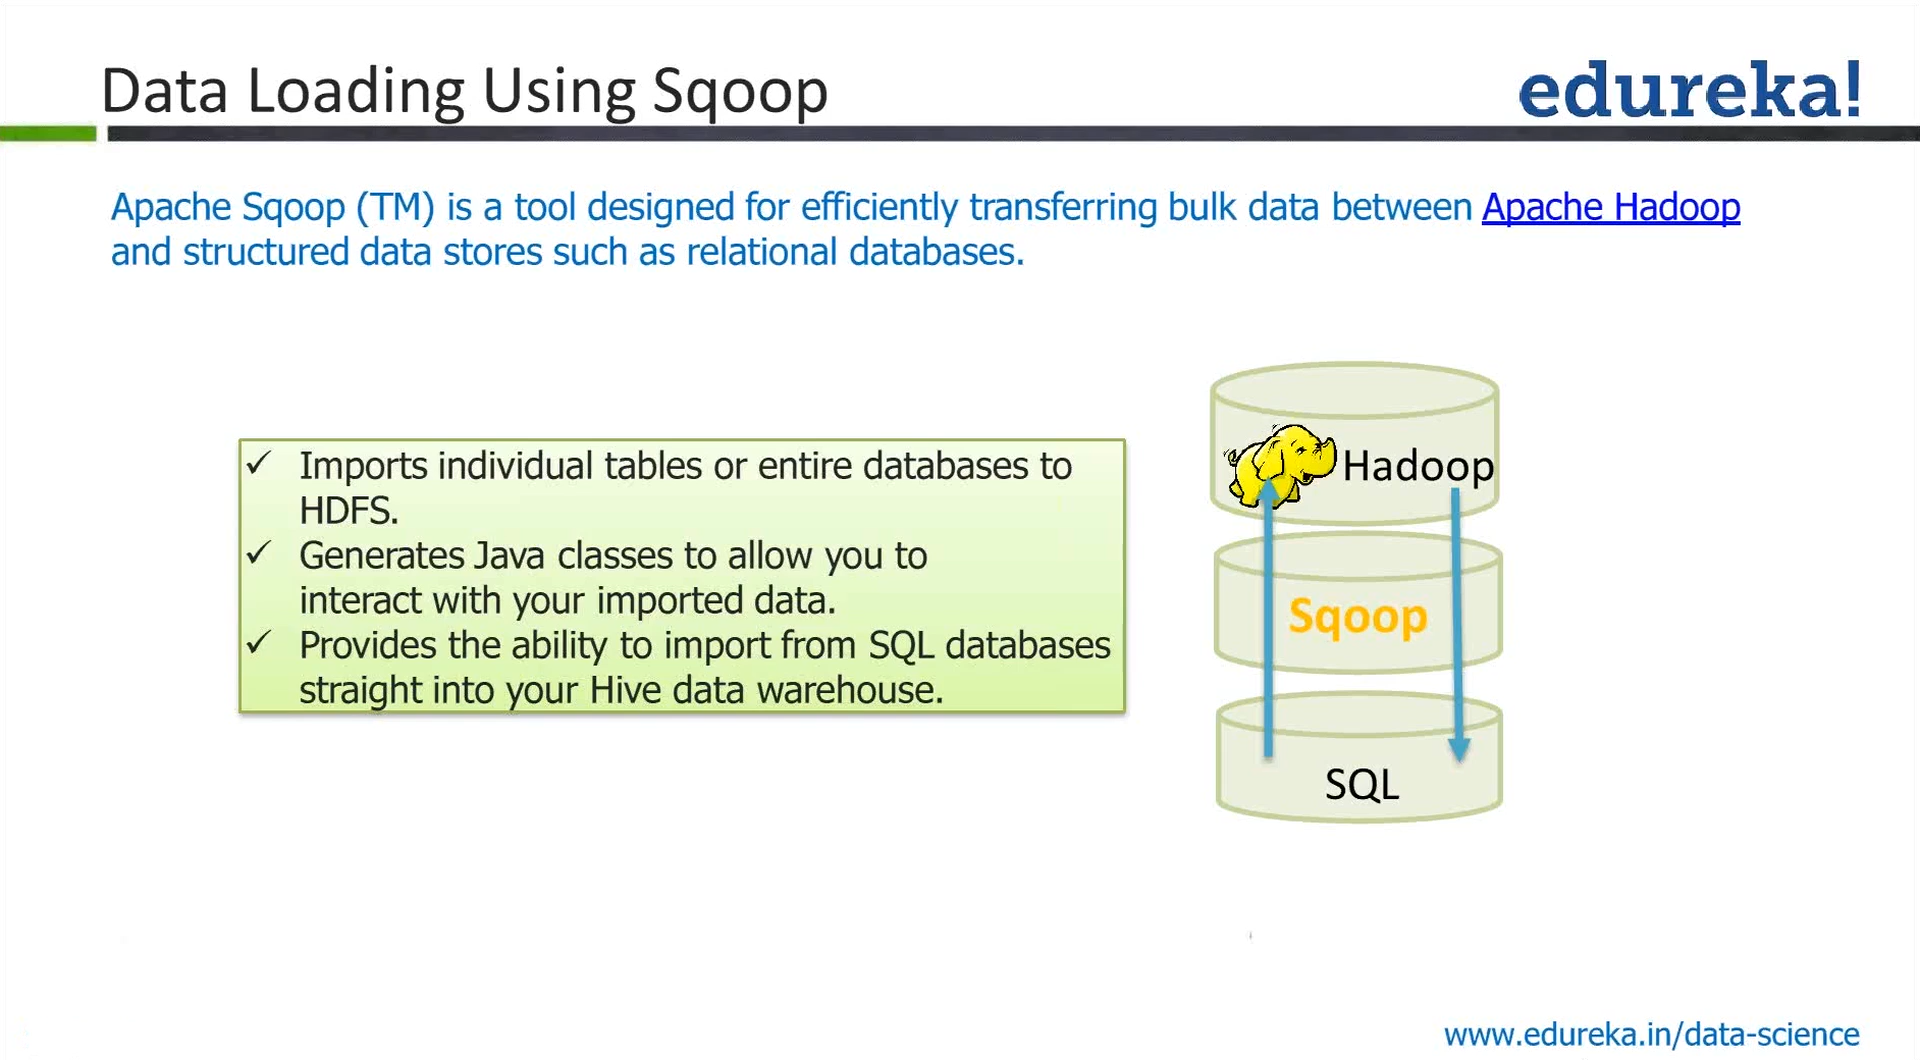 Data Loading Using Sqoop
edureka!
Apache Sqoop (TM) is a tool designed for efficiently transferring bulk data between Apache Hadoop
and structured data stores such as relational databases.
✓ Imports individual tables or entire databases to
HDFS.
✓ Generates Java classes to allow you to
interact with your imported data.
✓ Provides the ability to import from SQL databases
straight into your Hive data warehouse.
Hadoop
Sqoop
SQL
www.edureka.in/data-science